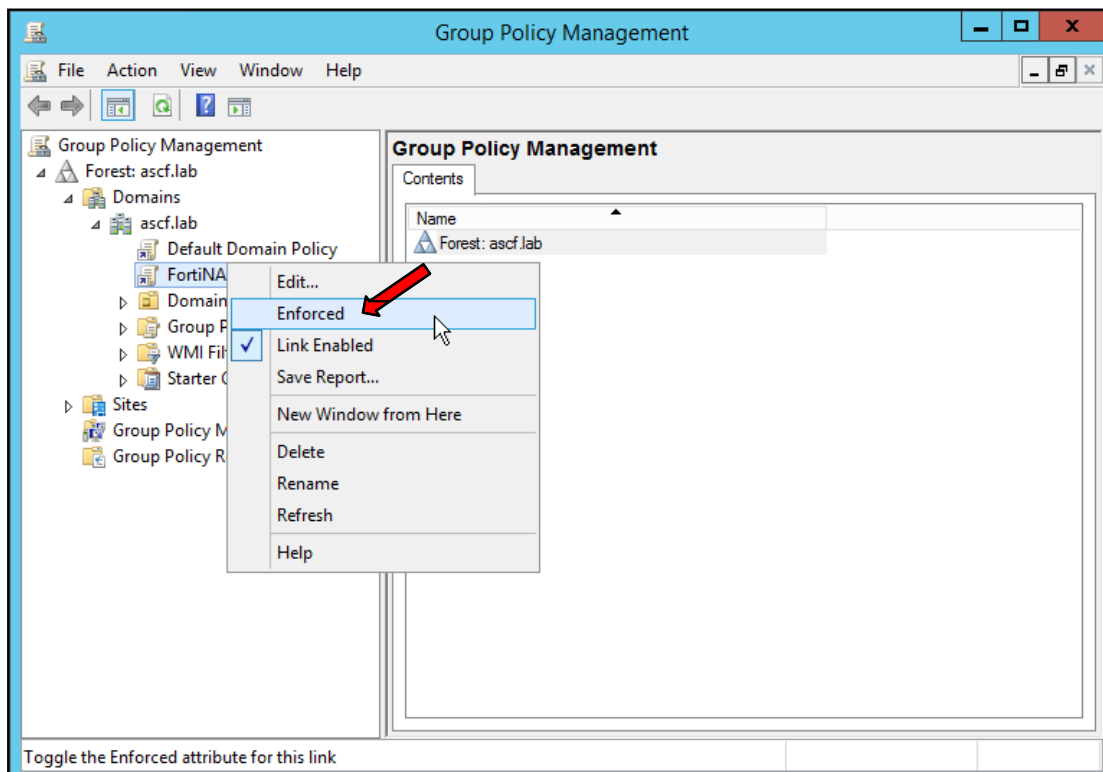 Group Policy Management
File Action View Window Help
Group Policy Management
Forest: ascf.lab
Domains
ascf.lab
Default Domain Policy
FortiNA
Domain
Group P
WMI Fil
Starter
Sites
Group Policy M
Group Policy R
Edit...
Enforced
Link Enabled
Save Report...
New Window from Here
Delete
Rename
Refresh
Help
Group Policy Management
Contents
Name
Forest: ascf.lab
Toggle the Enforced attribute for this link